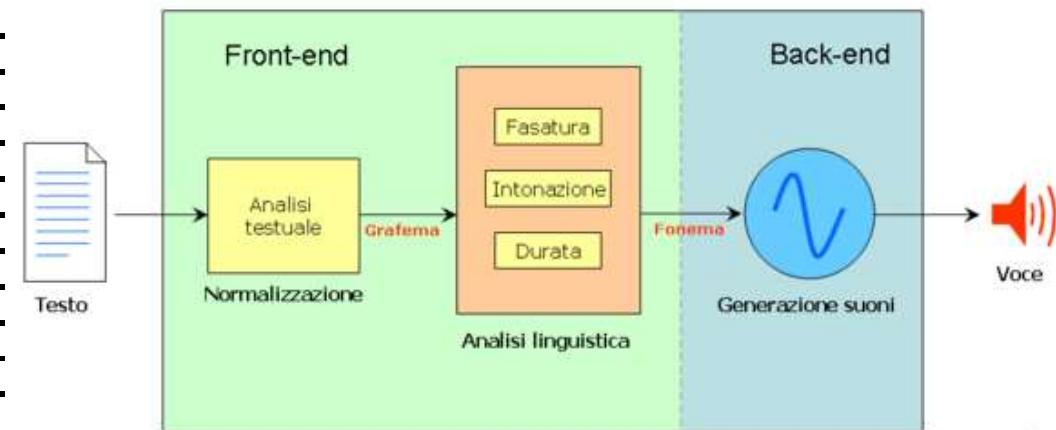 Front-end
Back-end
Fasatura
Intonazione
Durata
Analisi
testuale
Grafema
Fonema
Testo
Normalizzazione
Analisi linguistica
Generazione suoni
Voce